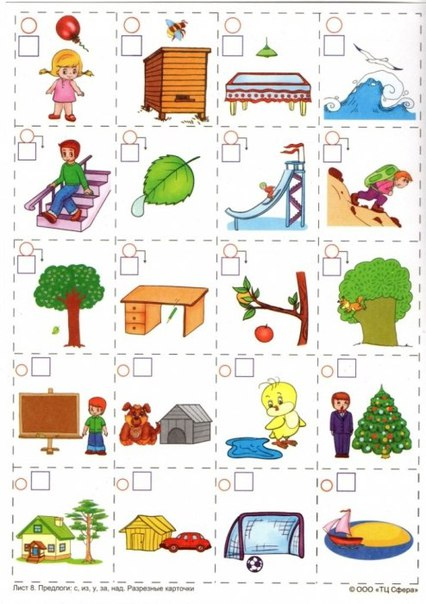 Лист 8. Предлоги: с, из, у, за, над. Разрезные карточки
© ООО «ТЦ Сфера»